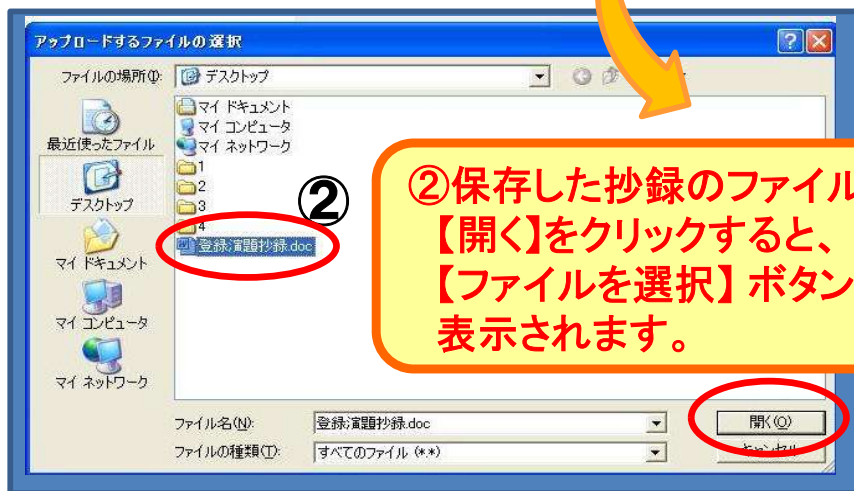 アップロードするファイルの選択
ファイルの場所(I):
デスクトップ
最近使ったファイル
デスクトップ
マイ ドキュメント
マイ コンピュータ
マイ ネットワーク
マイ ドキュメント
マイ コンピュータ
マイ ネットワーク
1
2
3
4
登録演題抄録.doc
②
②保存した抄録のファイル
【開く】をクリックすると、
【ファイルを選択】ボタン
表示されます。
ファイル名(N):
登録演題抄録.doc
開く(O)
ファイルの種類(T):
すべてのファイル (*.*)
キャンセル